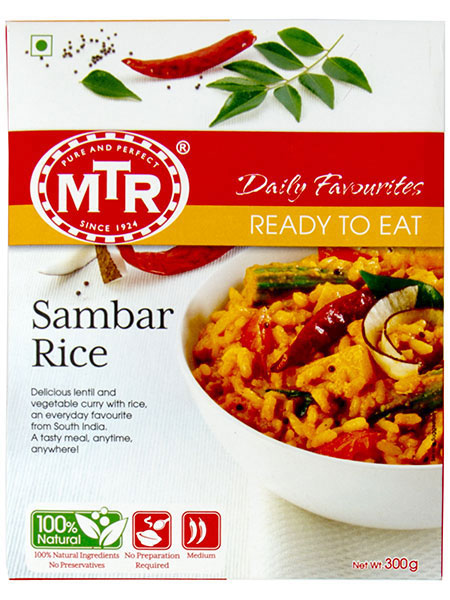 PURE AND PERFECT
MTR®
SINCE 1924
Daily Favourites
READY TO EAT
Sambar
Rice
Delicious lentil and
vegetable curry with rice,
an everyday favourite
from South India.
A tasty meal, anytime,
anywhere!
100%
Natural
100% Natural Ingredients
No Preservatives
No Preparation
Required
Medium
Net Wt. 300g